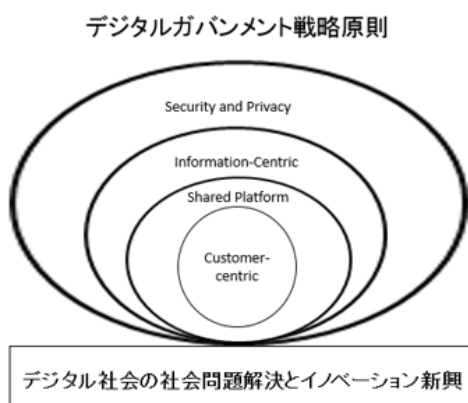 デジタルガバンメント戦略原則
Security and Privacy
Information-Centric
Shared Platform
Customer-
centric
デジタル社会の社会問題解決とイノベーション新興